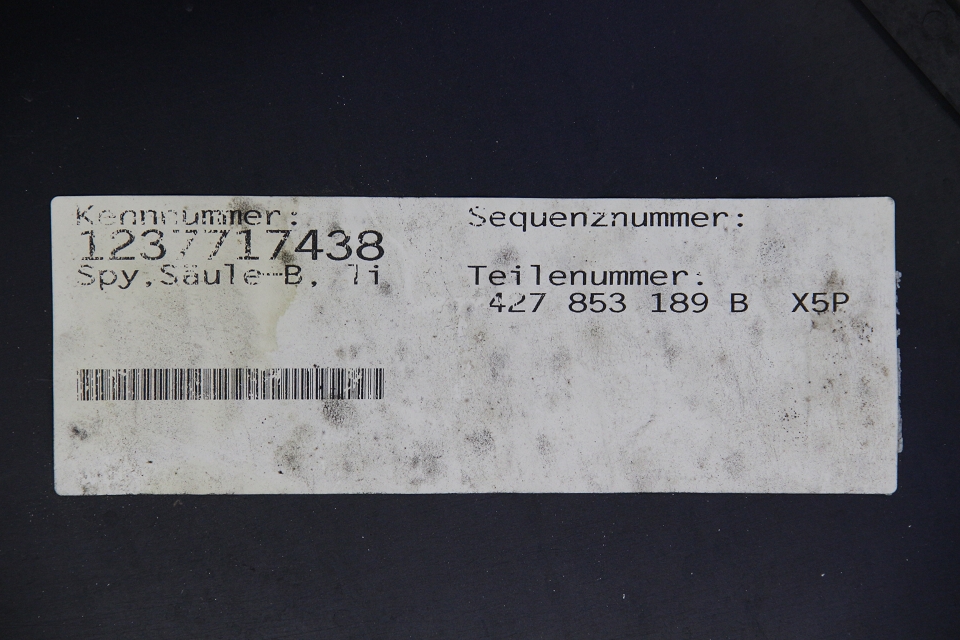 Kennnummer:
1237717438
Spy,Säule-B, li
Sequenznummer:
Teilenummer:
427 853 189 B X5P